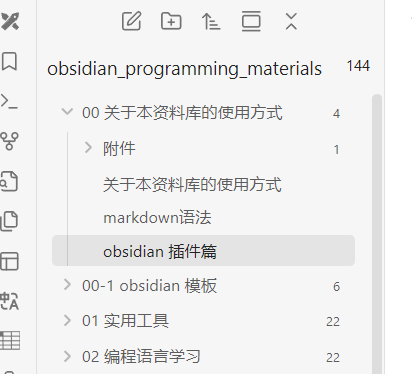 obsidian_programming_materials 144
00 关于本资料库的使用方式 4
附件 1
关于本资料库的使用方式
markdown语法
obsidian 插件篇
00-1 obsidian 模板 6
01 实用工具 22
02 编程语言学习 22